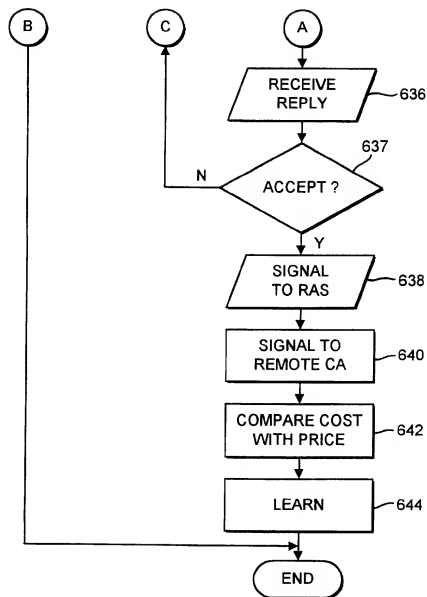 B
C
A
RECEIVE
REPLY
636
637
N
ACCEPT ?
Y
SIGNAL
TO RAS
638
SIGNAL TO
REMOTE CA
640
COMPARE COST
WITH PRICE
642
LEARN
644
END